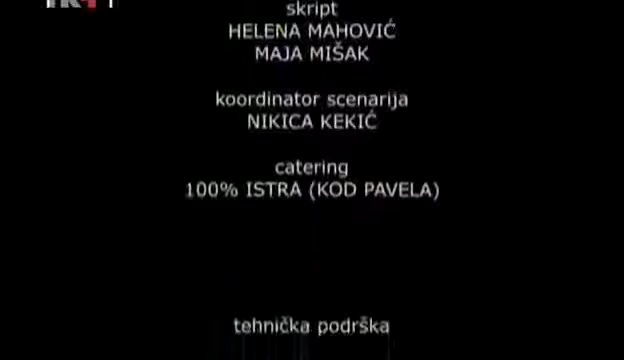 skript
HELENA MAHOVIĆ
MAJA MIŠAK
koordinator scenarija
NIKICA KEKIĆ
catering
100% ISTRA (KOD PAVELA)
tehnička podrška